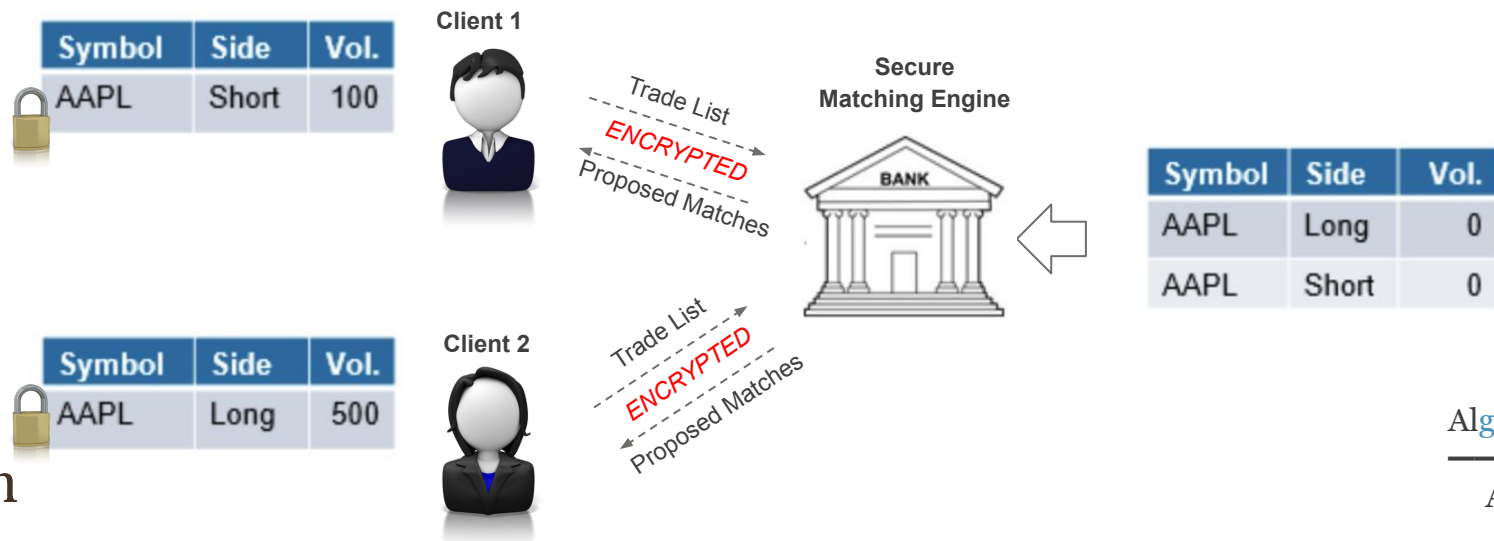 Client 1
Symbol Side Vol.
AAPL Short 100
Trade List
ENCRYPTED
Proposed Matches
Secure
Matching Engine
BANK
Symbol Side Vol.
AAPL Long 0
AAPL Short 0
Client 2
Symbol Side Vol.
AAPL Long 500
Trade List
ENCRYPTED
Proposed Matches